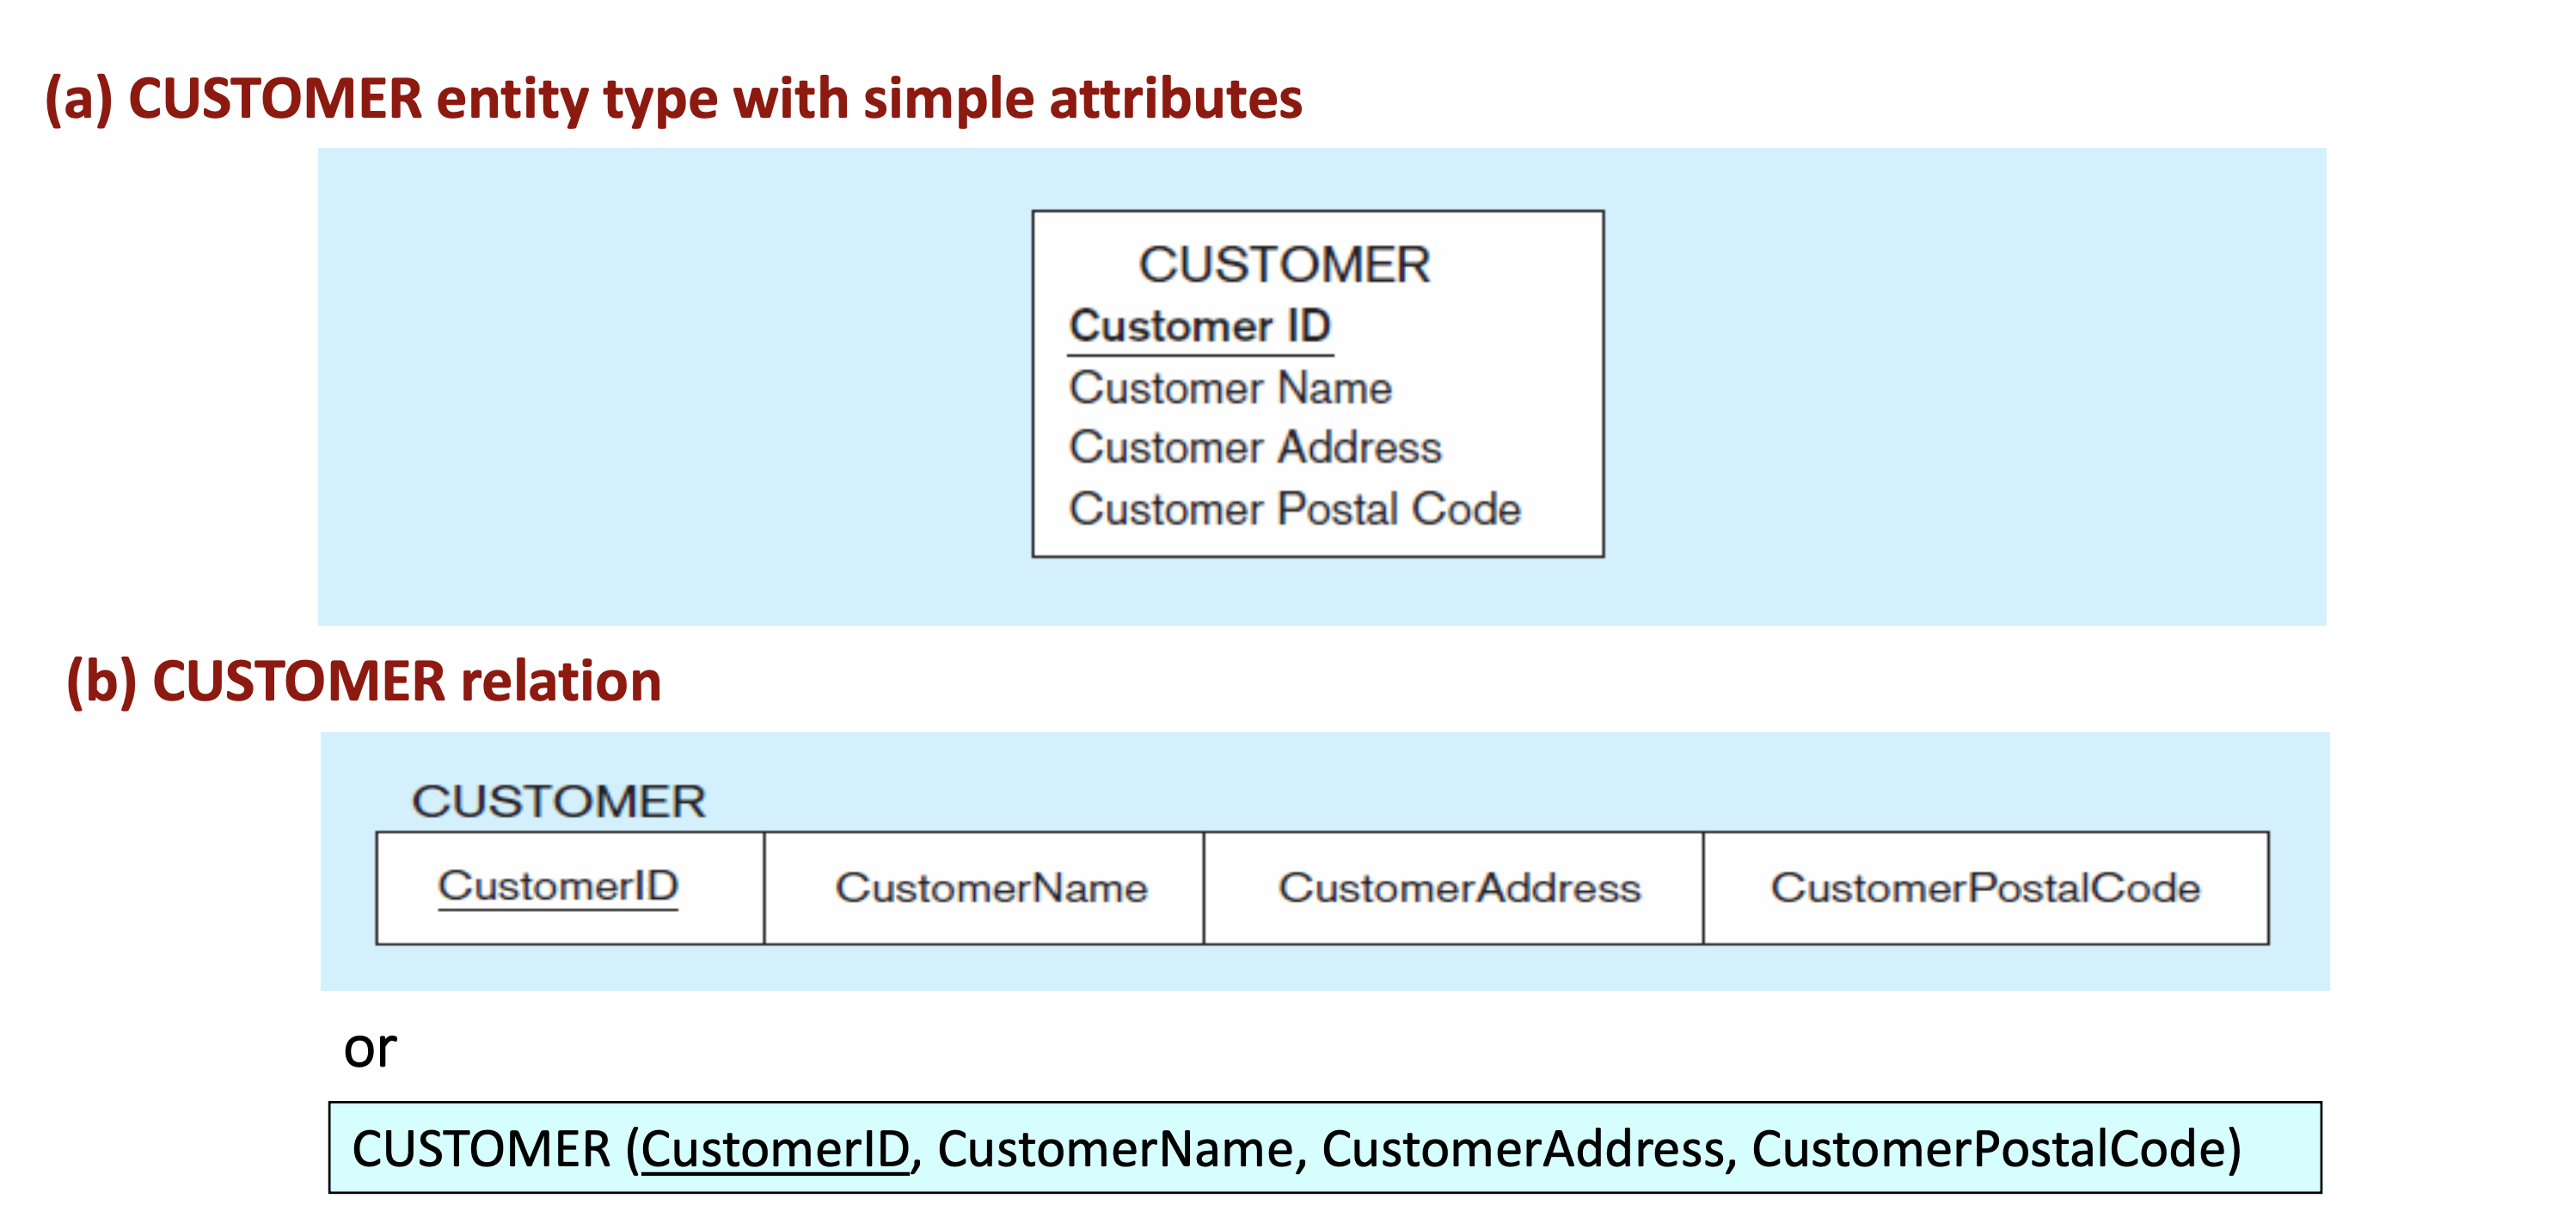 (a) CUSTOMER entity type with simple attributes
CUSTOMER
Customer ID
Customer Name
Customer Address
Customer Postal Code
(b) CUSTOMER relation
CUSTOMER
CustomerID CustomerName CustomerAddress CustomerPostalCode
or
CUSTOMER (CustomerID, CustomerName, CustomerAddress, CustomerPostalCode)